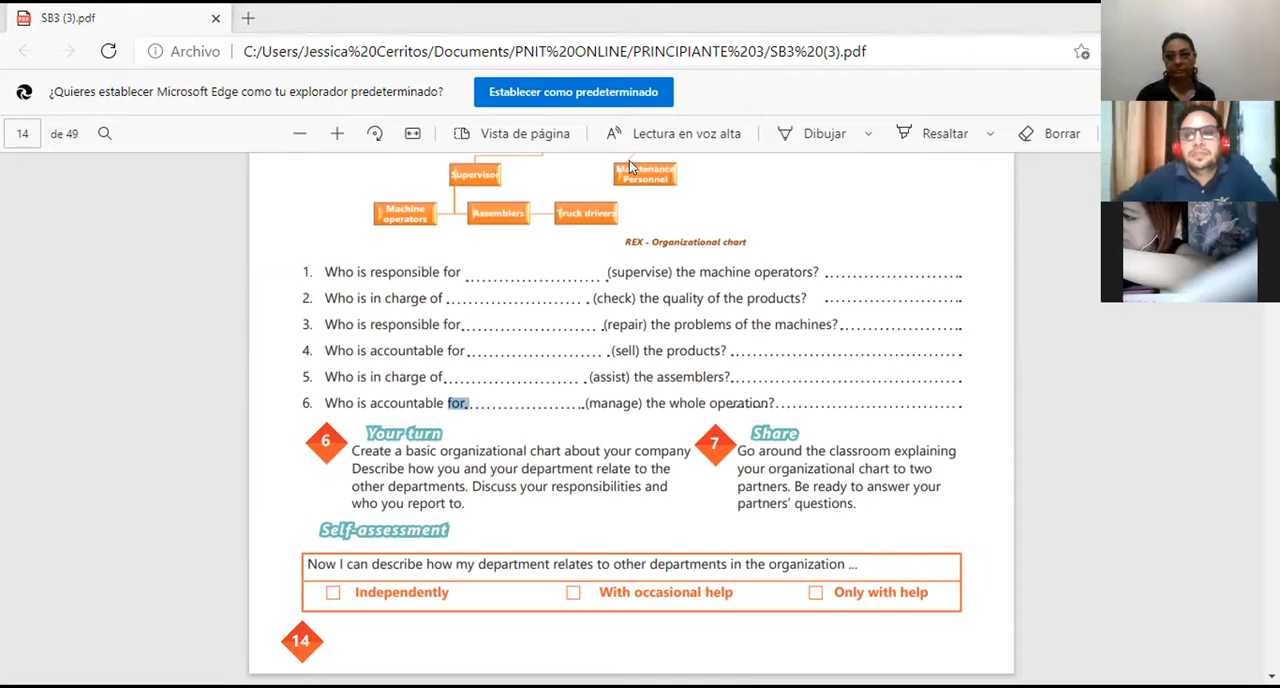 SB3 (3).pdf
Archivo C:/Users/Jessica%20Cerritos/Documents/PNIT%20ONLINE/PRINCIPIANTE%203/SB3%20(3).pdf
¿Quieres establecer Microsoft Edge como tu explorador predeterminado? Establecer como predeterminado
14 de 49 Vista de página Lectura en voz alta Dibujar Resaltar Borrar
Supervisor
Maintenance
Personnel
Machine
operators
Assemblers
Truck drivers
REX - Organizational chart
1. Who is responsible for (supervise) the machine operators?
2. Who is in charge of (check) the quality of the products?
3. Who is responsible for (repair) the problems of the machines?
4. Who is accountable for (sell) the products?
5. Who is in charge of (assist) the assemblers?
6. Who is accountable for (manage) the whole operation?
6 Your turn
Create a basic organizational chart about your company
Describe how you and your department relate to the
other departments. Discuss your responsibilities and
who you report to.
7 Share
Go around the classroom explaining
your organizational chart to two
partners. Be ready to answer your
partners' questions.
Self-assessment
Now I can describe how my department relates to other departments in the organization ...
Independently With occasional help Only with help
14